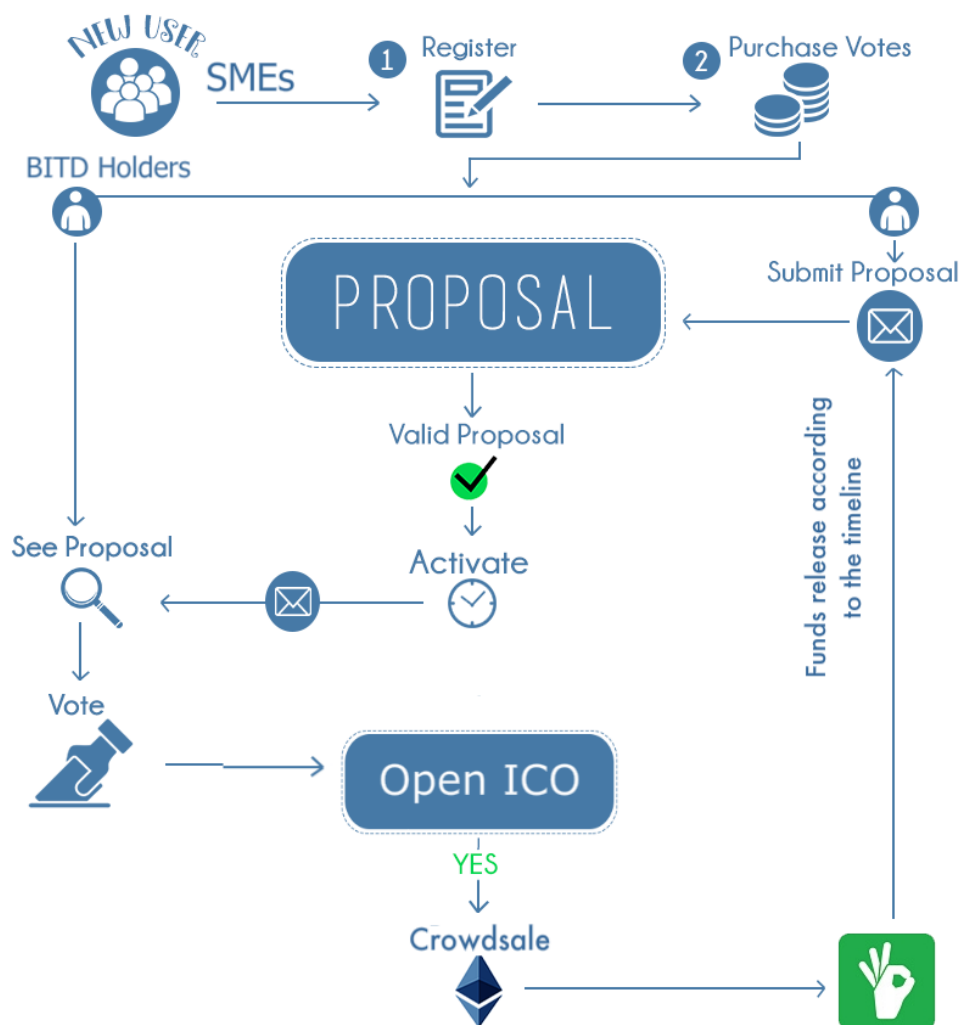 NEW USER
SMEs
1
Register
2
Purchase Votes
BITD Holders
Submit Proposal
PROPOSAL
Valid Proposal
Funds release according
to the timeline
See Proposal
Activate
Vote
Open ICO
YES
Crowdsale